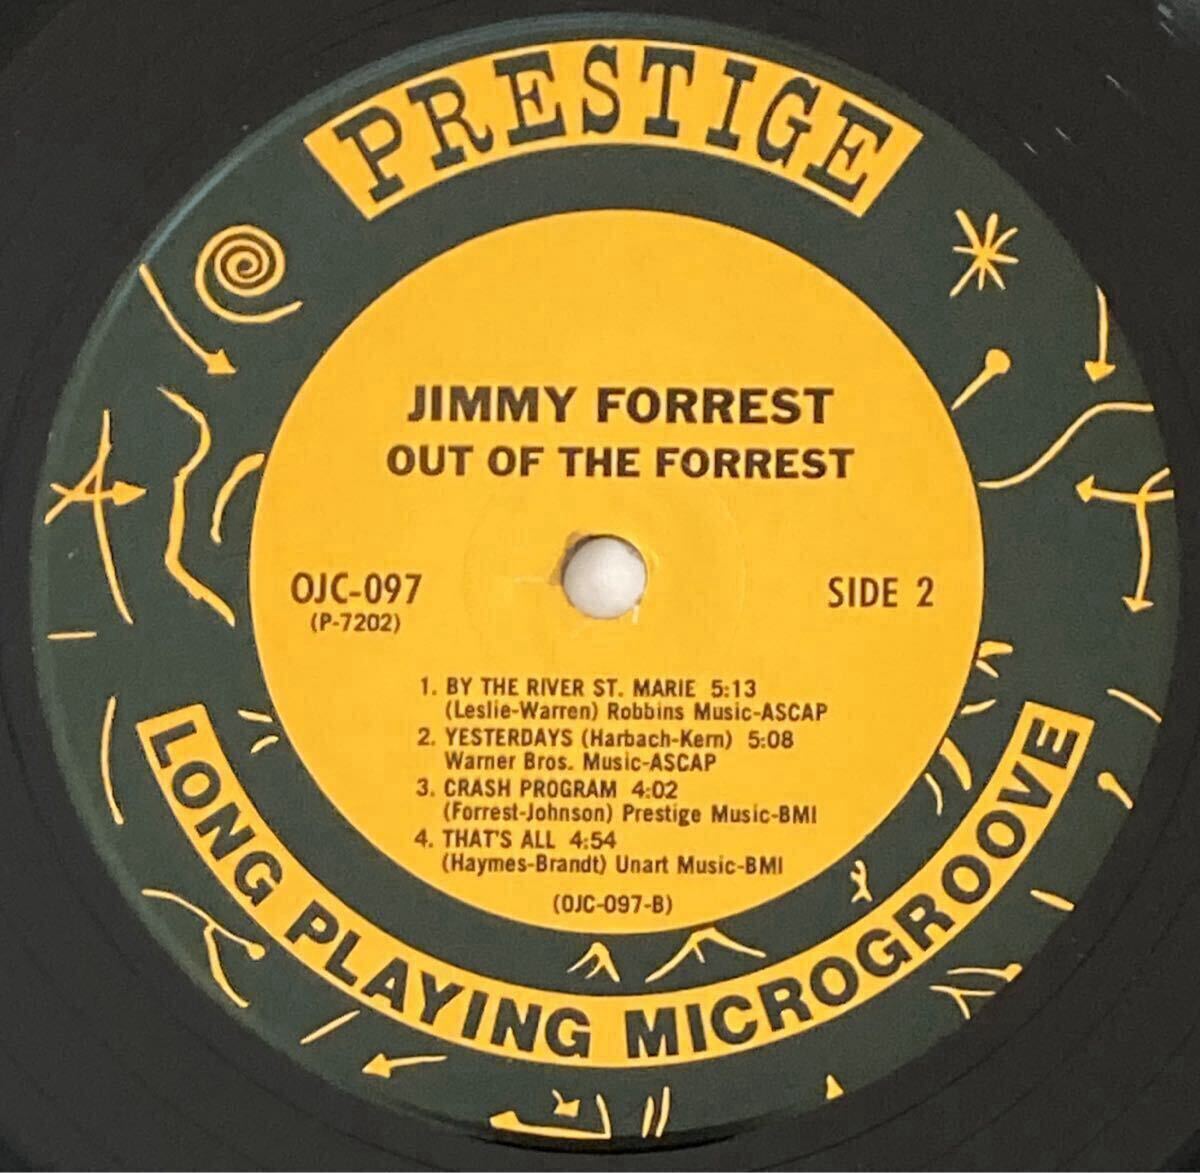 PRESTIGE
JIMMY FORREST
OUT OF THE FORREST
OJC-097
(P-7202)
SIDE 2
1. BY THE RIVER ST. MARIE 5:13
(Leslie-Warren) Robbins Music-ASCAP
2. YESTERDAYS (Harbach-Kern) 5:08
Warner Bros. Music-ASCAP
3. CRASH PROGRAM 4:02
(Forrest-Johnson) Prestige Music-BMI
4. THAT'S ALL 4:54
(Haymes-Brandt) Unart Music-BMI
(OJC-097-B)
LONG PLAYING MICROGROOVE